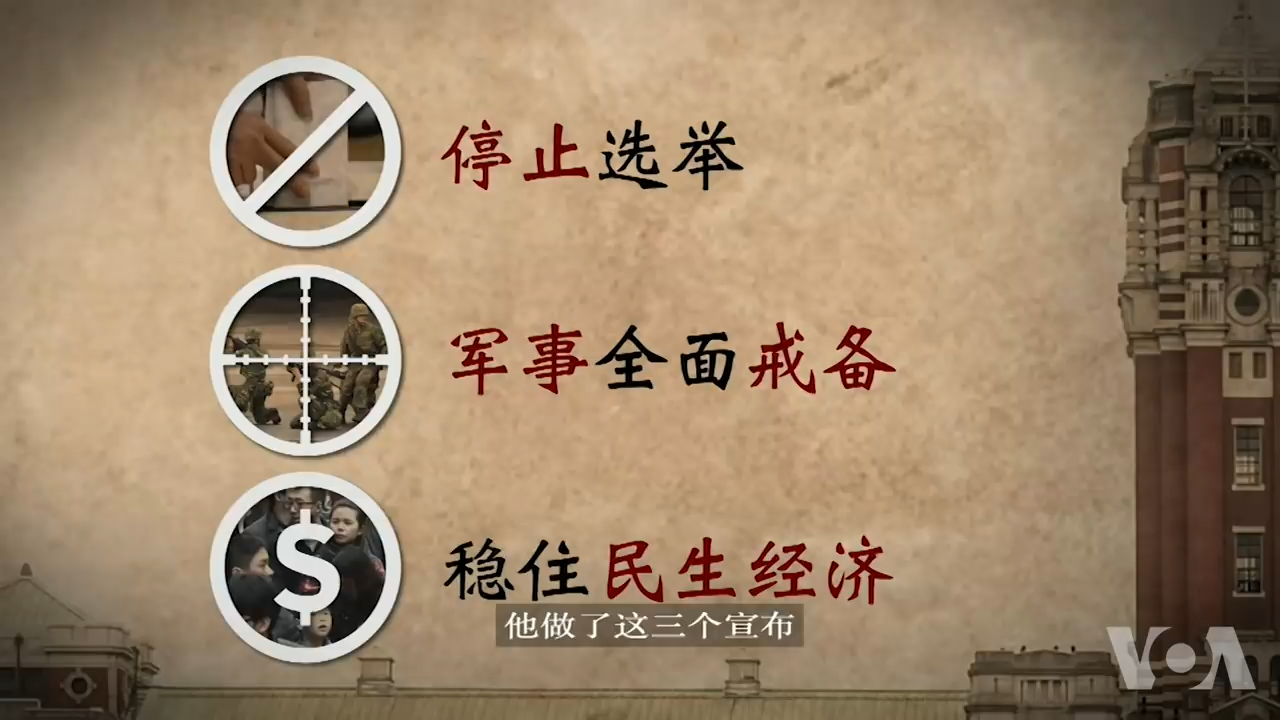 停止选举
军事全面戒备
稳住民生经济
他做了这三个宣布
VOA